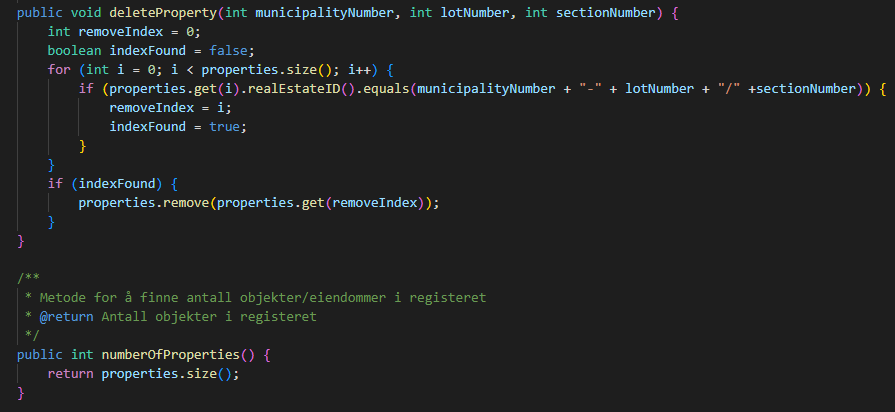 public void deleteProperty(int municipalityNumber, int lotNumber, int sectionNumber) {
    int removeIndex = 0;
    boolean indexFound = false;
    for (int i = 0; i < properties.size(); i++) {
        if (properties.get(i).realEstateID().equals(municipalityNumber + "-" + lotNumber + "/" +sectionNumber)) {
            removeIndex = i;
            indexFound = true;
        }
    }
    if (indexFound) {
        properties.remove(properties.get(removeIndex));
    }
}

/**
 * Metode for å finne antall objekter/eiendommer i registeret
 * @return Antall objekter i registeret
 */
public int numberOfProperties() {
    return properties.size();
}